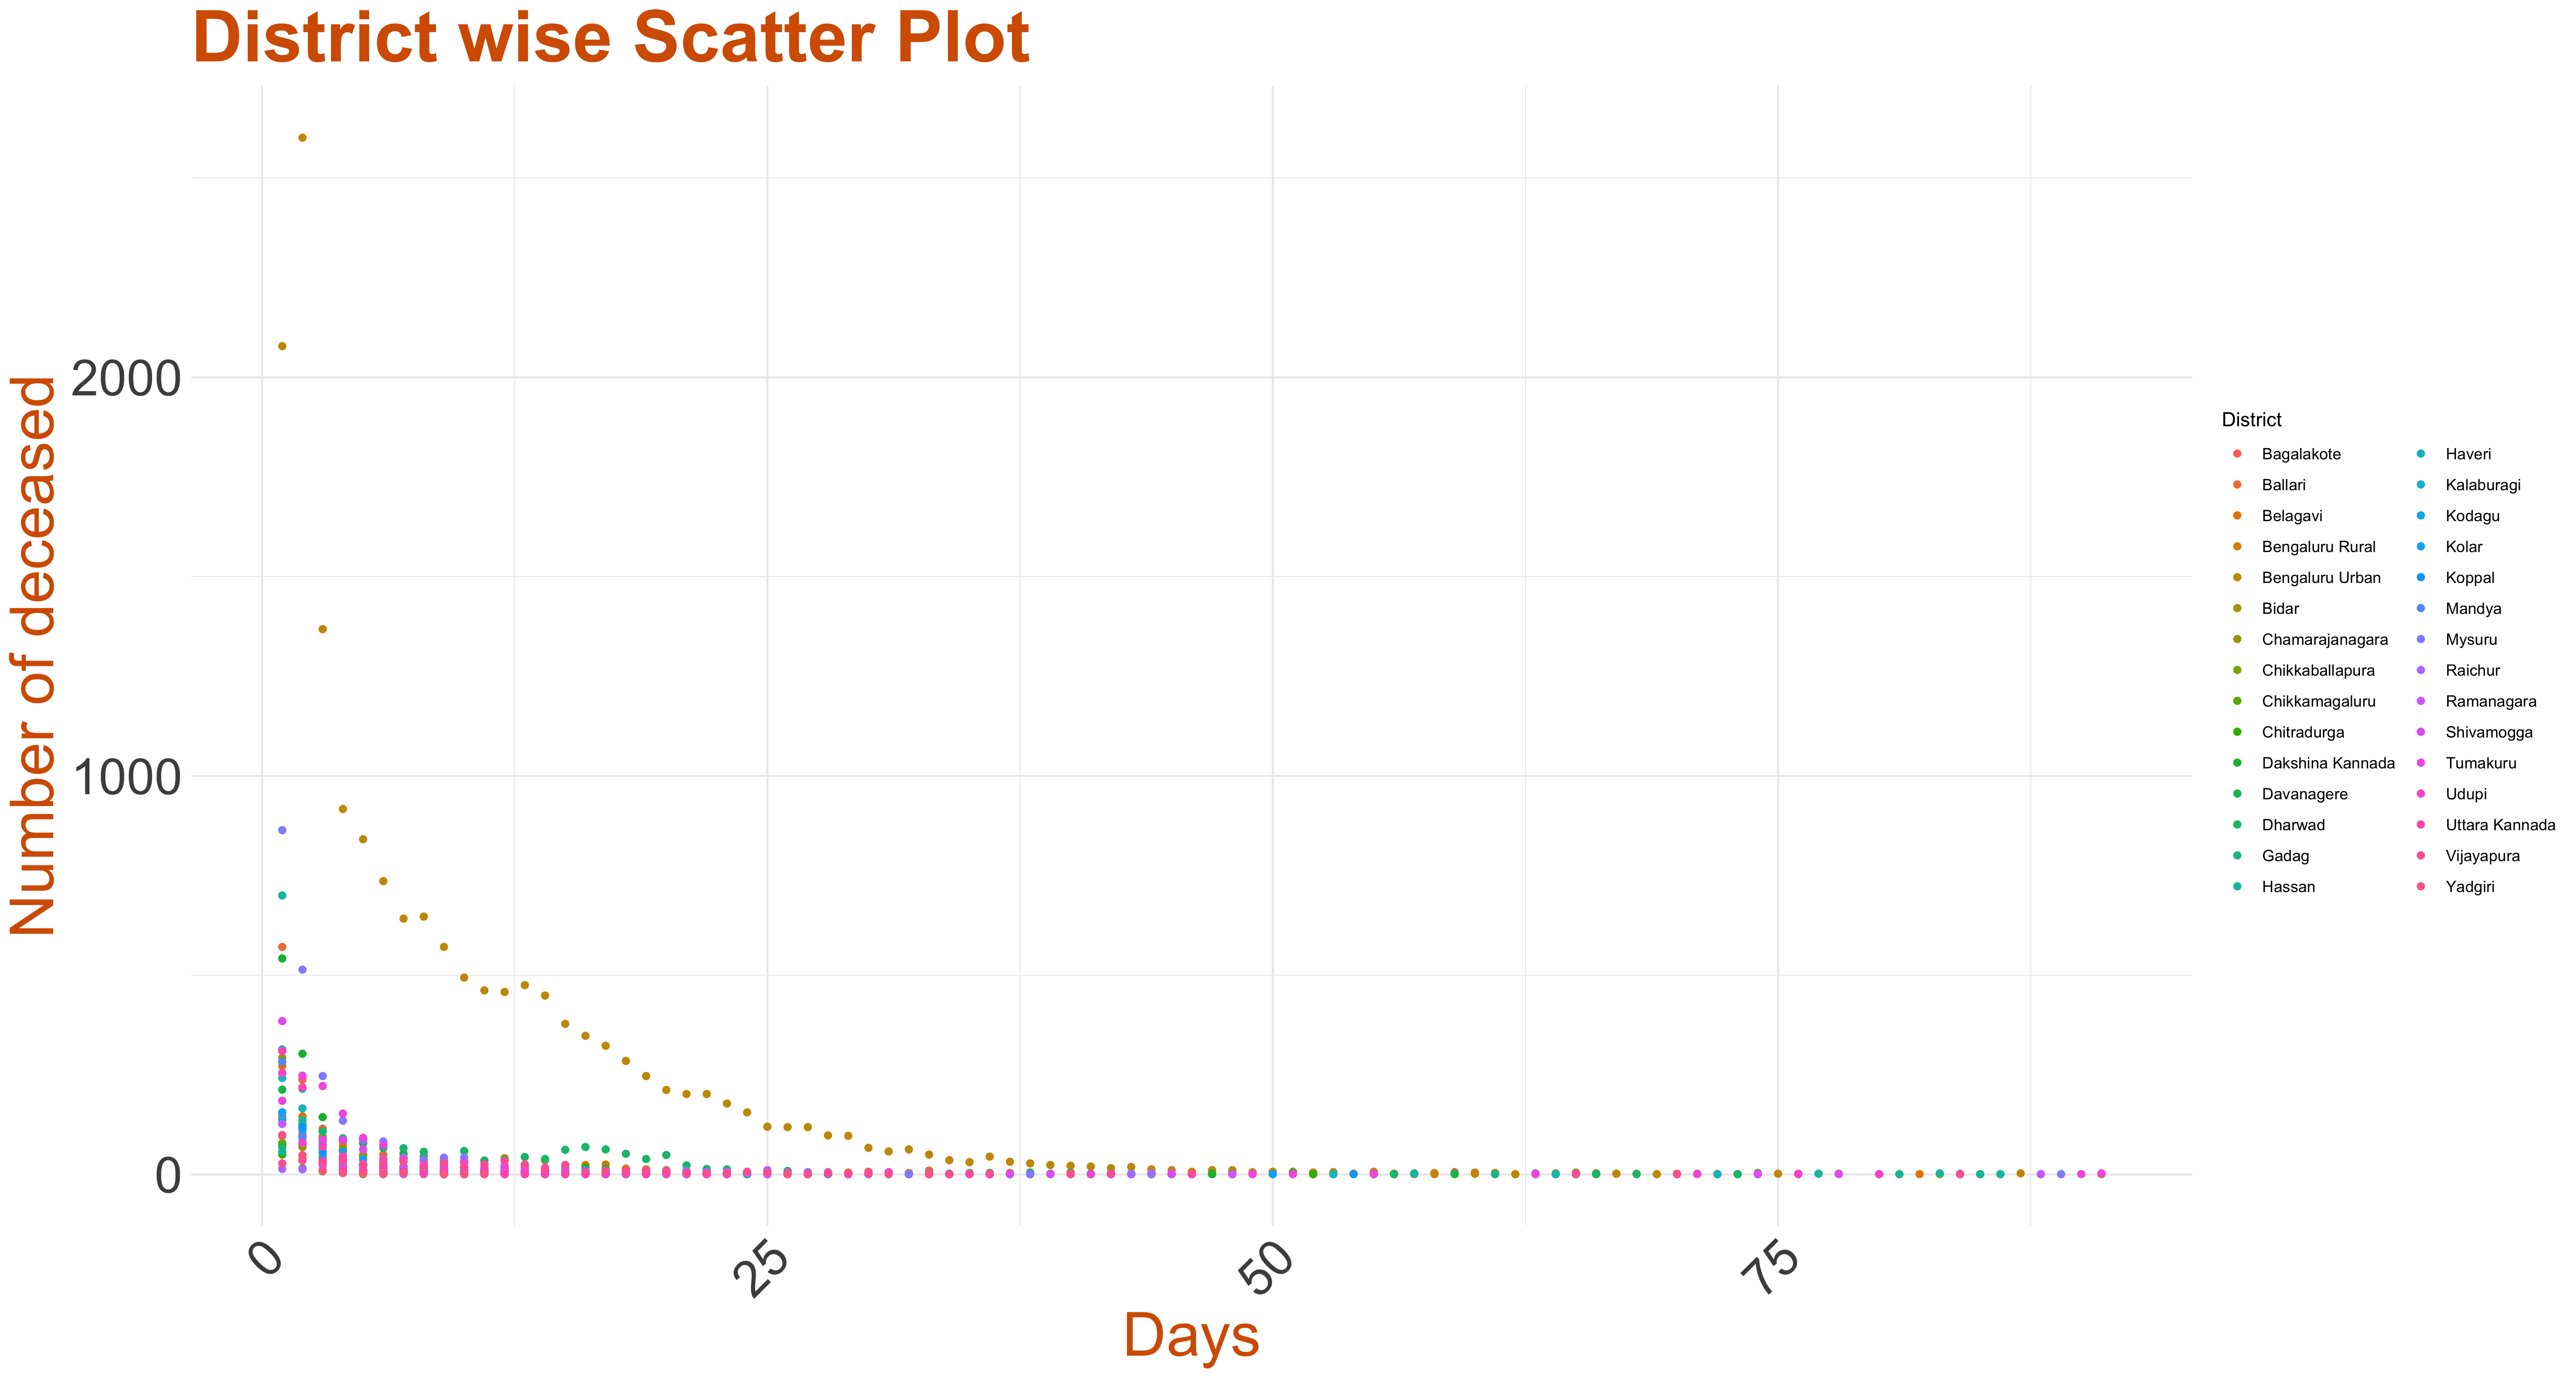 District wise Scatter Plot
Number of deceased
2000
1000
0
0
25
50
75
Days
District
Bagalakote
Ballari
Belagavi
Bengaluru Rural
Bengaluru Urban
Bidar
Chamarajanagara
Chikkaballapura
Chikkamagaluru
Chitradurga
Dakshina Kannada
Davanagere
Dharwad
Gadag
Hassan
Haveri
Kalaburagi
Kodagu
Kolar
Koppal
Mandya
Mysuru
Raichur
Ramanagara
Shivamogga
Tumakuru
Udupi
Uttara Kannada
Vijayapura
Yadgiri